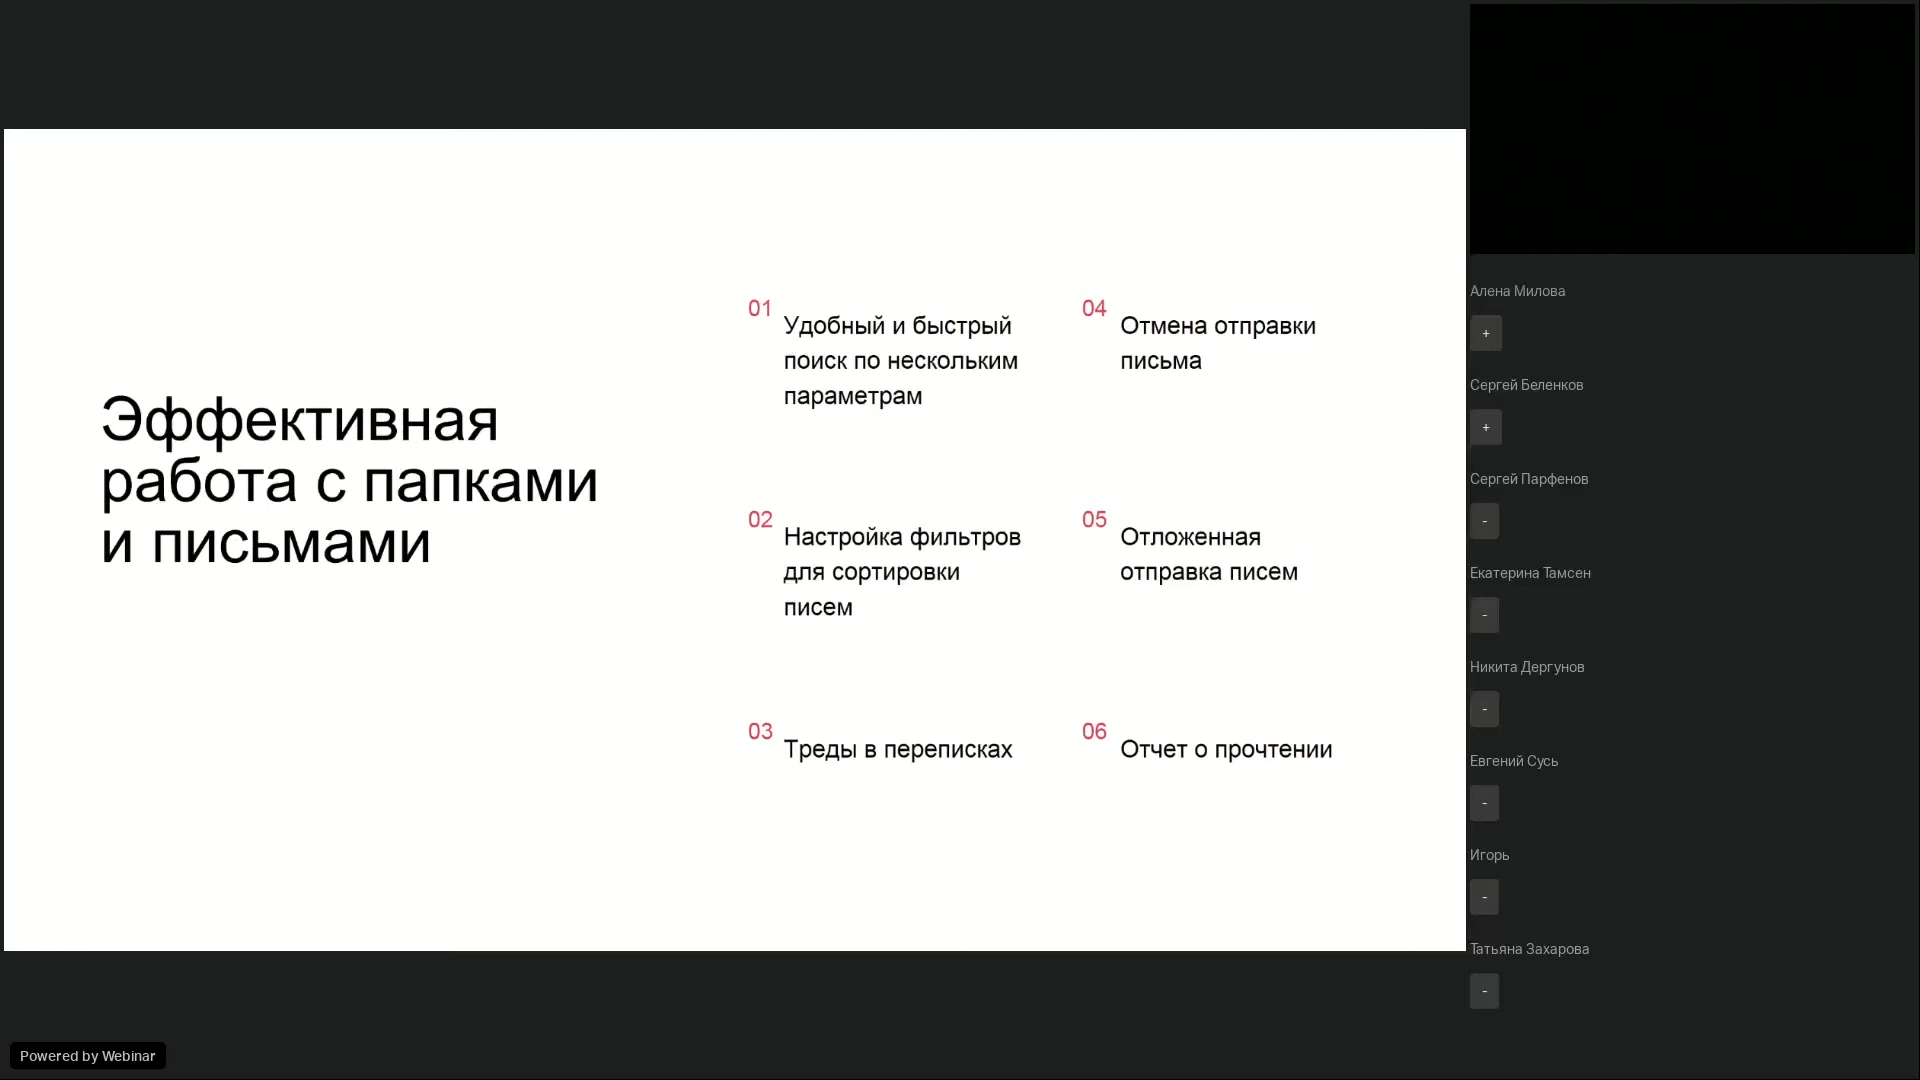 Эффективная
работа с папками
и письмами
01
Удобный и быстрый
поиск по нескольким
параметрам
02
Настройка фильтров
для сортировки
писем
03
Треды в переписках
04
Отмена отправки
письма
05
Отложенная
отправка писем
06
Отчет о прочтении
Алена Милова
+
Сергей Беленков
+
Сергей Парфенов
-
Екатерина Тамсен
-
Никита Дергунов
-
Евгений Сусь
-
Игорь
-
Татьяна Захарова
-
Powered by Webinar